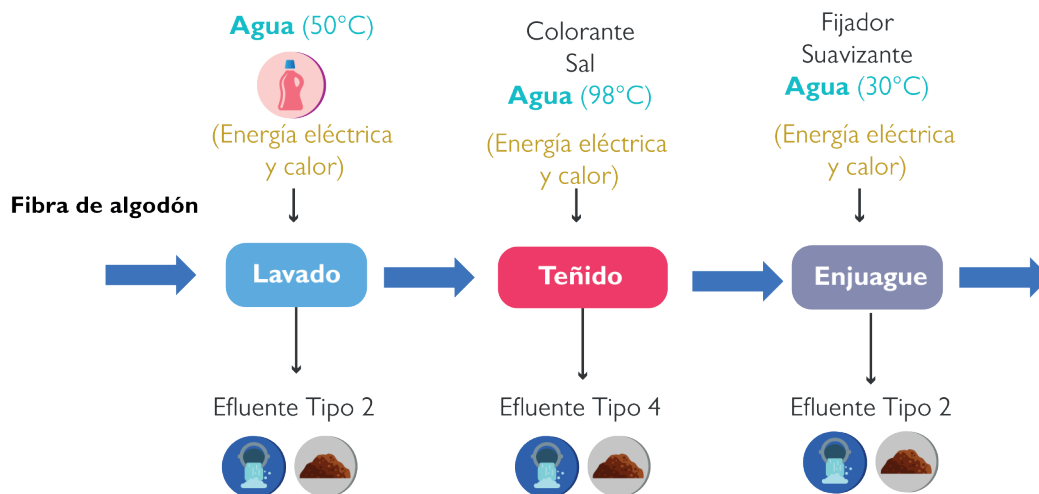 Agua (50°C)
(Energía eléctrica
y calor)
Colorante
Sal
Agua (98°C)
(Energía eléctrica
y calor)
Fijador
Suavizante
Agua (30°C)
(Energía eléctrica
y calor)
Fibra de algodón
Lavado
Teñido
Enjuague
Efluente Tipo 2
Efluente Tipo 4
Efluente Tipo 2